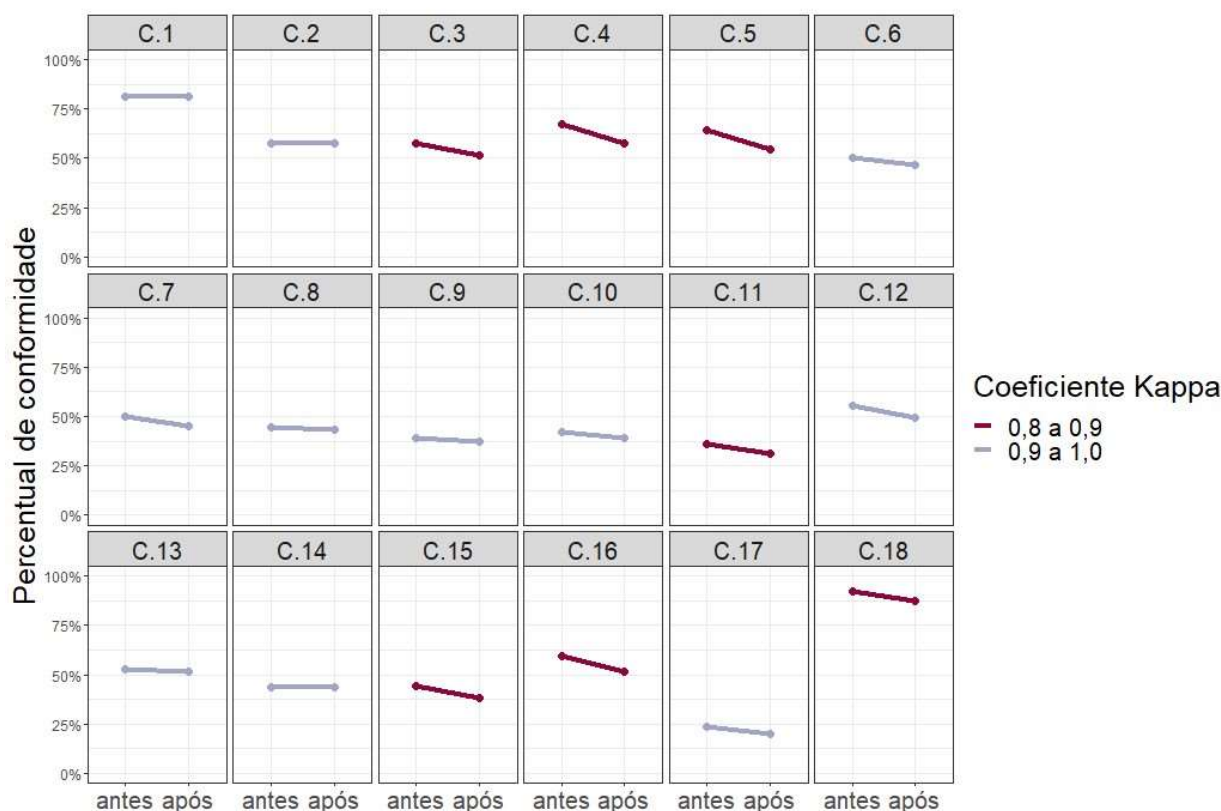 C.1 C.2 C.3 C.4 C.5 C.6
100%
75%
50%
25%
0%
C.7 C.8 C.9 C.10 C.11 C.12
100%
75%
50%
25%
0%
C.13 C.14 C.15 C.16 C.17 C.18
100%
75%
50%
25%
0%
antes após antes após antes após antes após antes após antes após
Percentual de conformidade
Coeficiente Kappa
0,8 a 0,9
0,9 a 1,0